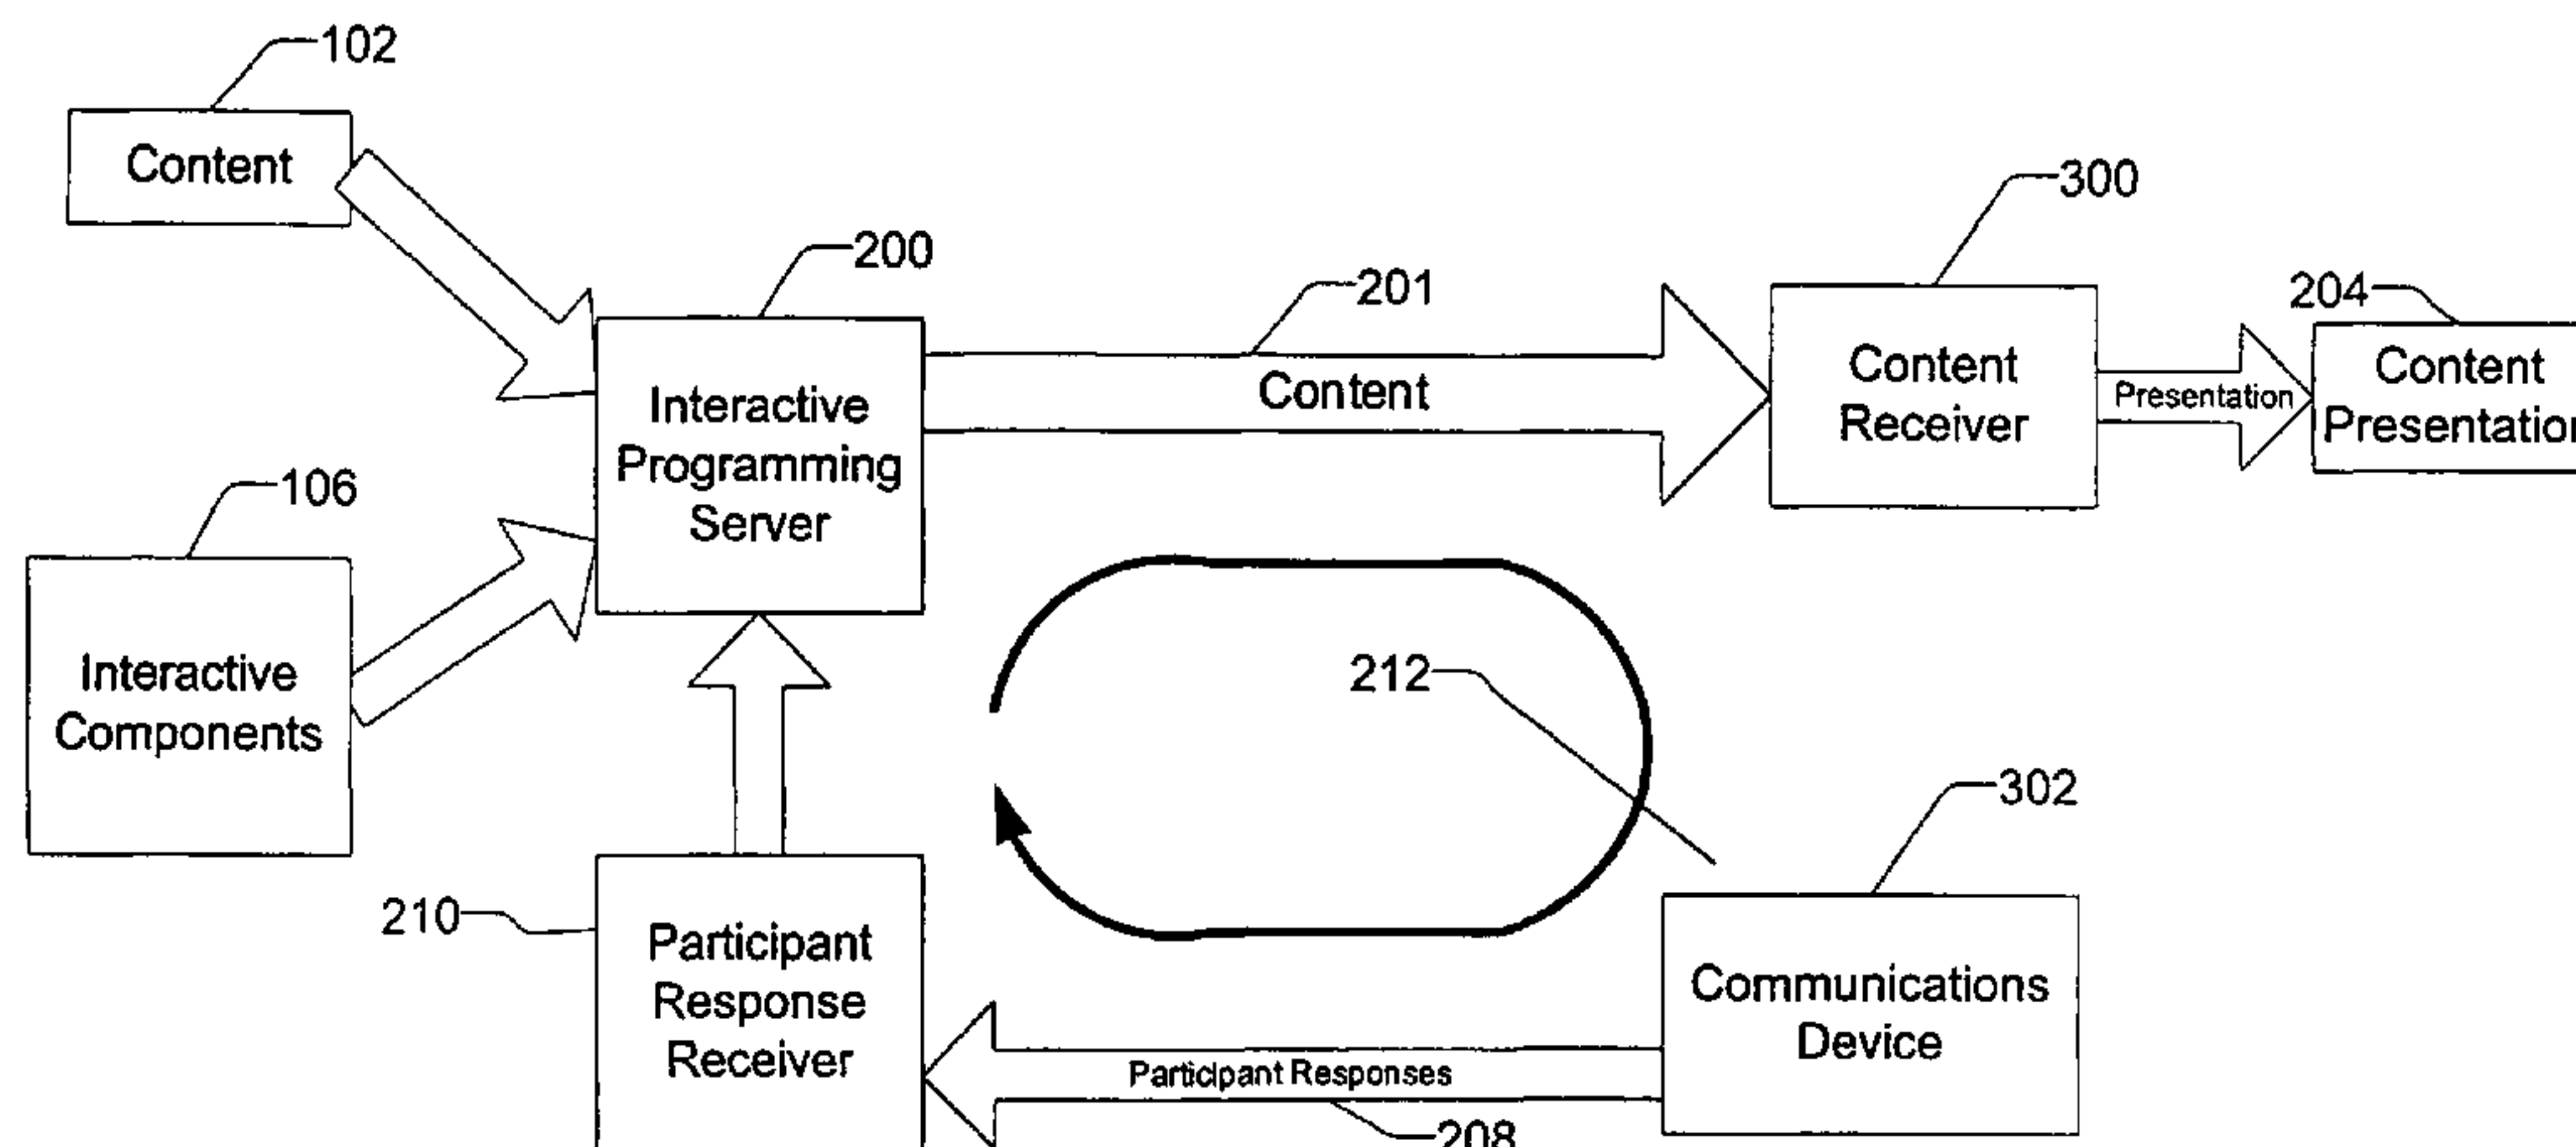 102
Content
300
200
201
204
Content
Content
Receiver
Presentation
Content
Presentation
Interactive
Programming
Server
106
Interactive
Components
212
302
210
Participant
Response
Receiver
Communications
Device
Participant Responses
208